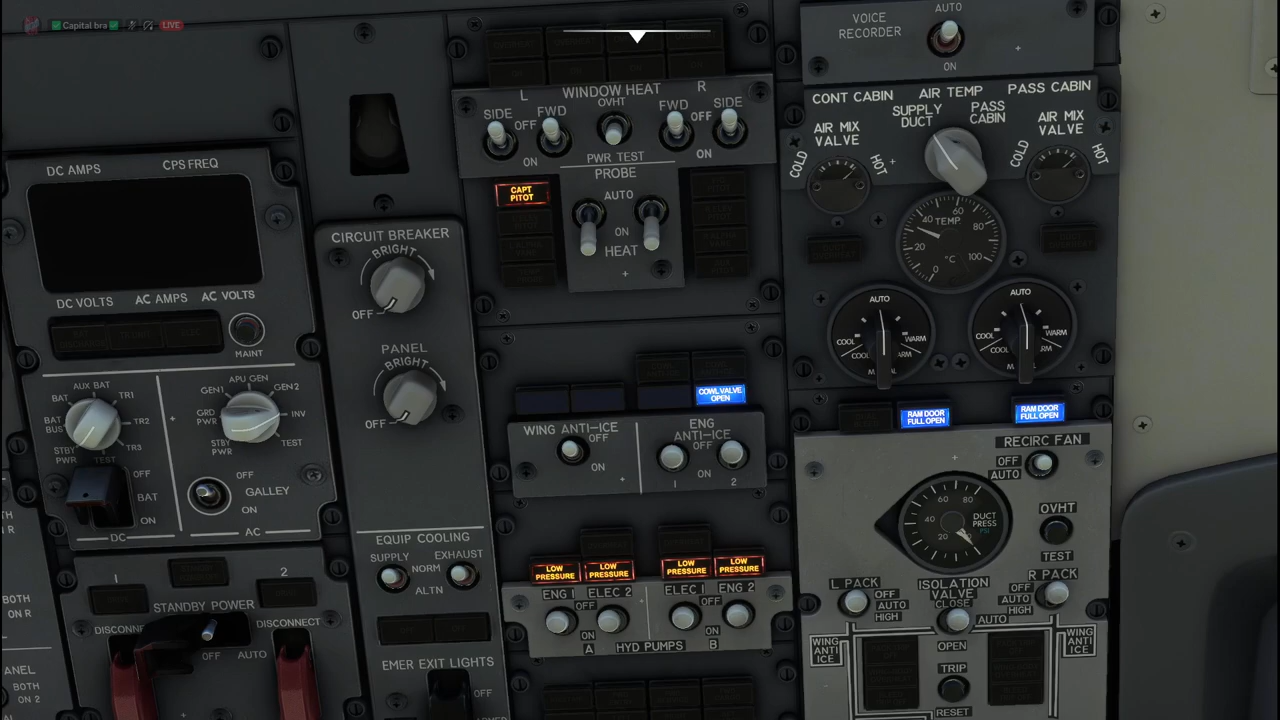 Capital bra
LIVE
DC AMPS
CPS FREQ
DC VOLTS
AC AMPS
AC VOLTS
MAINT
AUX BAT
BAT
TR1
BAT BUS
TR2
STBY PWR
TR3
TEST
APU GEN
GEN1
GEN2
GRD PWR
INV
STBY PWR
TEST
OFF
BAT
ON
DC
OFF
GALLEY
ON
AC
1
2
STANDBY POWER
DISCONNECT
DISCONNECT
OFF
AUTO
BOTH
ON R
BOTH
ON 2
CIRCUIT BREAKER
BRIGHT
OFF
PANEL
BRIGHT
OFF
EQUIP COOLING
SUPPLY
EXHAUST
NORM
ALTN
EMER EXIT LIGHTS
OFF
WINDOW HEAT
L
R
SIDE
FWD
OVHT
FWD
SIDE
OFF
OFF
ON
ON
PWR TEST
PROBE
AUTO
ON
HEAT
CAPT
PITOT
COWL VALVE
OPEN
WING ANTI-ICE
OFF
ON
ENG
ANTI-ICE
OFF
ON
1
2
LOW
PRESSURE
LOW
PRESSURE
LOW
PRESSURE
LOW
PRESSURE
ENG 1
ELEC 2
ELEC 1
ENG 2
OFF
OFF
ON
ON
A
HYD PUMPS
B
VOICE
RECORDER
AUTO
ON
CONT CABIN
AIR TEMP
PASS CABIN
SUPPLY
DUCT
PASS
CABIN
AIR MIX
VALVE
COLD
HOT
AIR MIX
VALVE
COLD
HOT
TEMP
0
20
40
60
80
100
°C
AUTO
COOL
AUTO
COOL
WARM
RAM DOOR
FULL OPEN
RAM DOOR
FULL OPEN
RECIRC FAN
OFF
AUTO
20
40
60
80
DUCT
PRESS
PSI
OVHT
TEST
L PACK
OFF
AUTO
HIGH
ISOLATION
VALVE
CLOSE
AUTO
OPEN
R PACK
OFF
AUTO
HIGH
WING
ANTI
ICE
TRIP
RESET
WING
ANTI
ICE